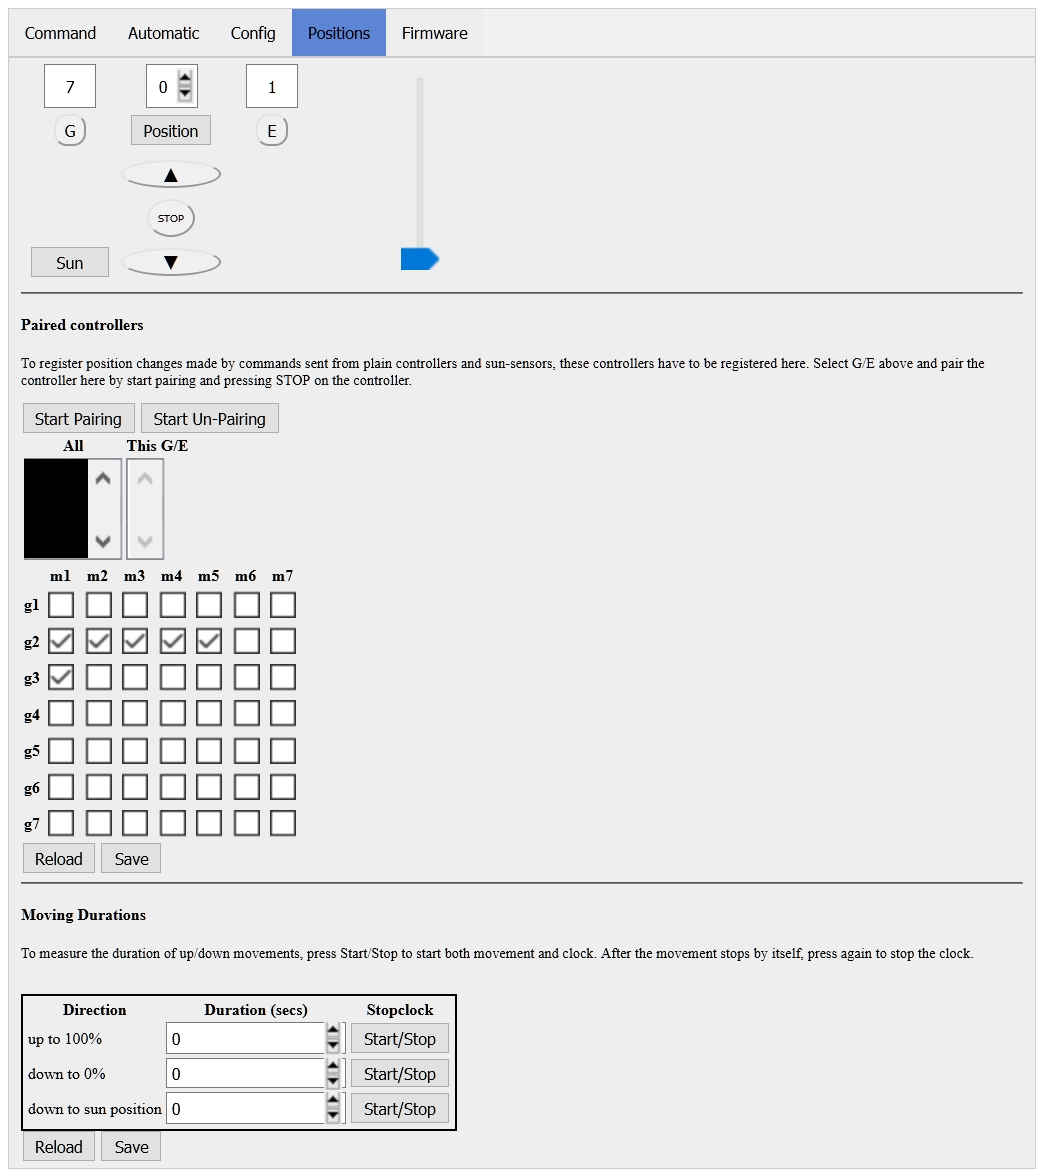 Command Automatic Config Positions Firmware
7 0 1
G Position E
▲
STOP
Sun ▼
Paired controllers
To register position changes made by commands sent from plain controllers and sun-sensors, these controllers have to be registered here. Select G/E above and pair the
controller here by start pairing and pressing STOP on the controller.
Start Pairing Start Un-Pairing
All This G/E
m1 m2 m3 m4 m5 m6 m7
g1
g2
g3
g4
g5
g6
g7
Reload Save
Moving Durations
To measure the duration of up/down movements, press Start/Stop to start both movement and clock. After the movement stops by itself, press again to stop the clock.
Direction Duration (secs) Stopclock
up to 100% 0 Start/Stop
down to 0% 0 Start/Stop
down to sun position 0 Start/Stop
Reload Save